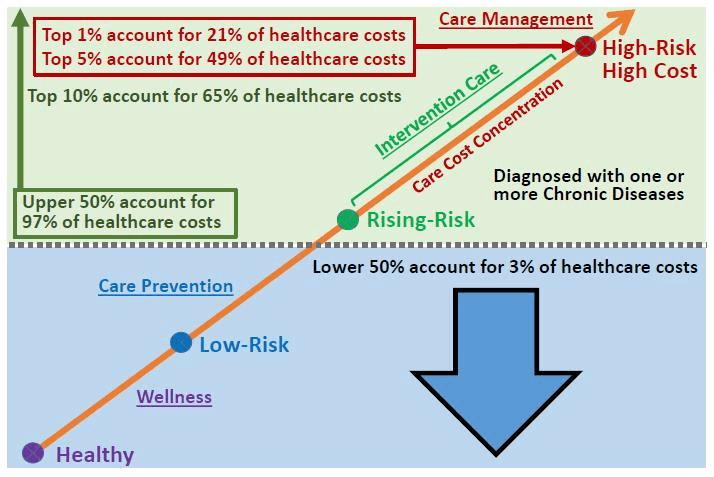 Care Management
Top 1% account for 21% of healthcare costs
Top 5% account for 49% of healthcare costs
High-Risk
High Cost
Top 10% account for 65% of healthcare costs
Intervention Care
Care Cost Concentration
Diagnosed with one or
more Chronic Diseases
Upper 50% account for
97% of healthcare costs
Rising-Risk
Lower 50% account for 3% of healthcare costs
Care Prevention
Low-Risk
Wellness
Healthy